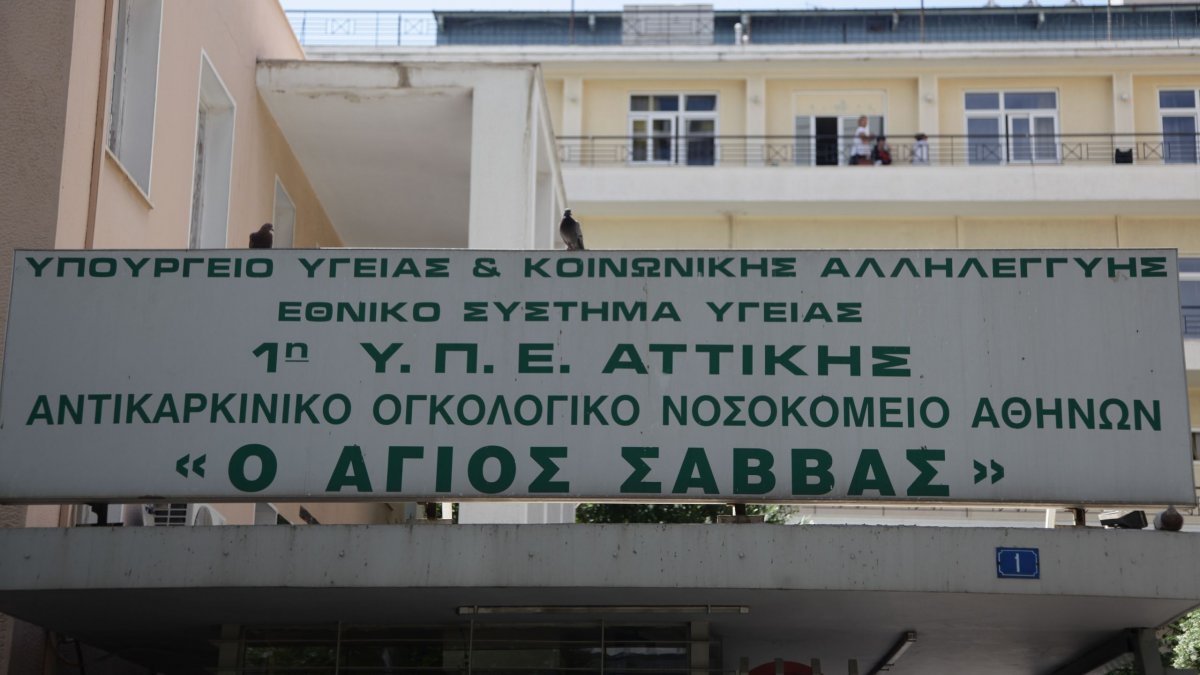 ΥΠΟΥΡΓΕΙΟ ΥΓΕΙΑΣ & ΚΟΙΝΩΝΙΚΗΣ ΑΛΛΗΛΕΓΓΥΗΣ
ΕΘΝΙΚΟ ΣΥΣΤΗΜΑ ΥΓΕΙΑΣ
1η Υ.Π.Ε. ΑΤΤΙΚΗΣ
ΑΝΤΙΚΑΡΚΙΝΙΚΟ ΟΓΚΟΛΟΓΙΚΟ ΝΟΣΟΚΟΜΕΙΟ ΑΘΗΝΩΝ
« Ο ΑΓΙΟΣ ΣΑΒΒΑΣ »
1